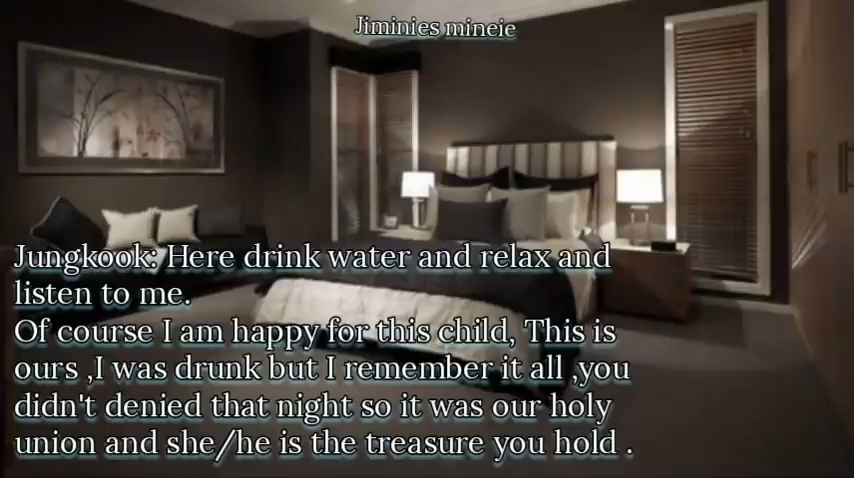 Jiminies mineie
Jungkook: Here drink water and relax and
listen to me.
Of course I am happy for this child, This is
ours ,I was drunk but I remember it all ,you
didn't denied that night so it was our holy
union and she/he is the treasure you hold .